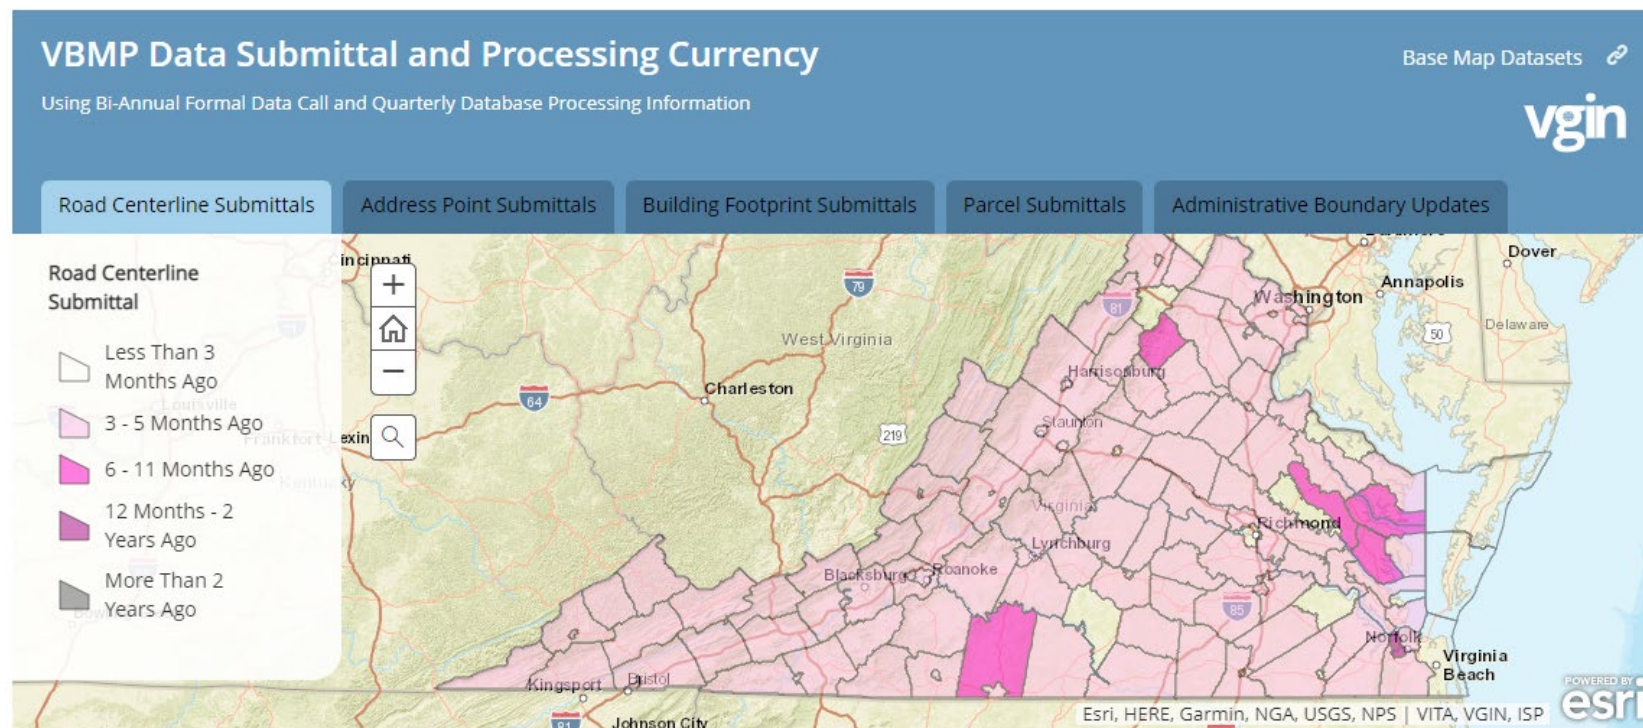 VBMP Data Submittal and Processing Currency
Using Bi-Annual Formal Data Call and Quarterly Database Processing Information
Base Map Datasets
vgin
Road Centerline Submittals
Address Point Submittals
Building Footprint Submittals
Parcel Submittals
Administrative Boundary Updates
Road Centerline
Submittal
Less Than 3
Months Ago
3 - 5 Months Ago
6 - 11 Months Ago
12 Months - 2
Years Ago
More Than 2
Years Ago
Louisville
Frankfort
Kentucky
incinnati
+
−
79
West Virginia
Charleston
64
219
81
Washington
Annapolis
Dover
50
Delaware
Harrisonburg
Staunton
Virginia
Richmond
Lynchburg
Blacksburg
Roanoke
85
Norfolk
Virginia
Beach
Kingsport
Bristol
81
Johnson City
Esri, HERE, Garmin, NGA, USGS, NPS | VITA, VGIN, ISP
POWERED BY
esri